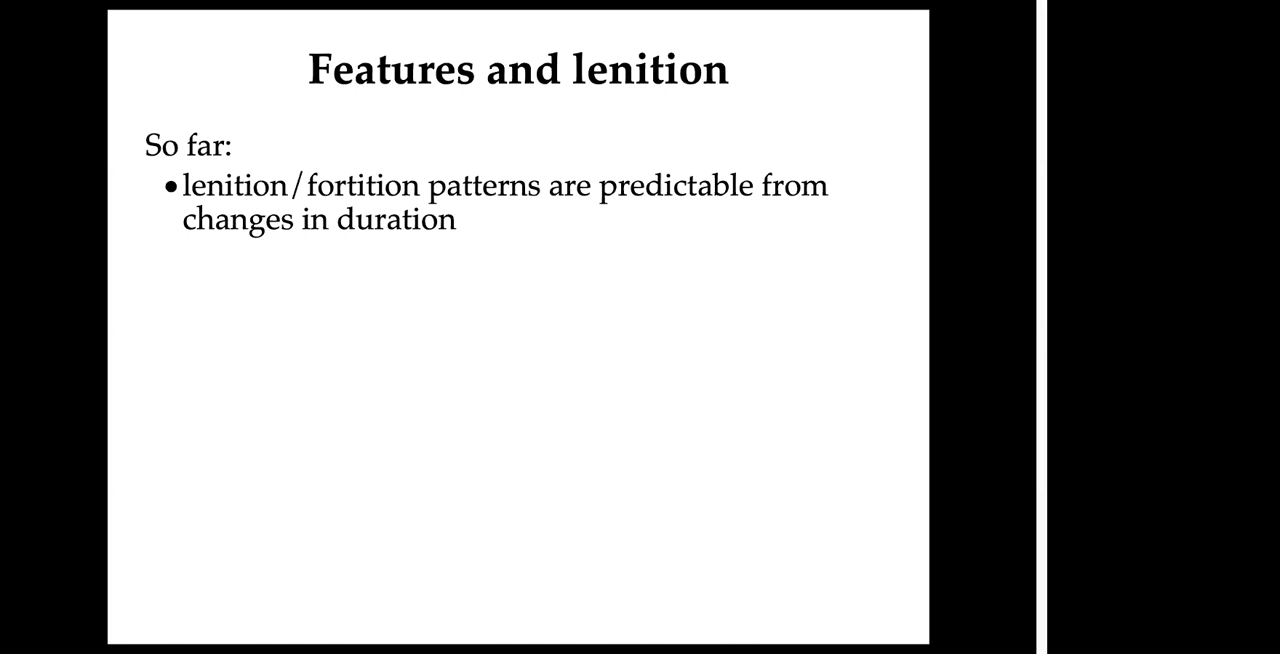 Features and lenition
So far:
•lenition/fortition patterns are predictable from
changes in duration